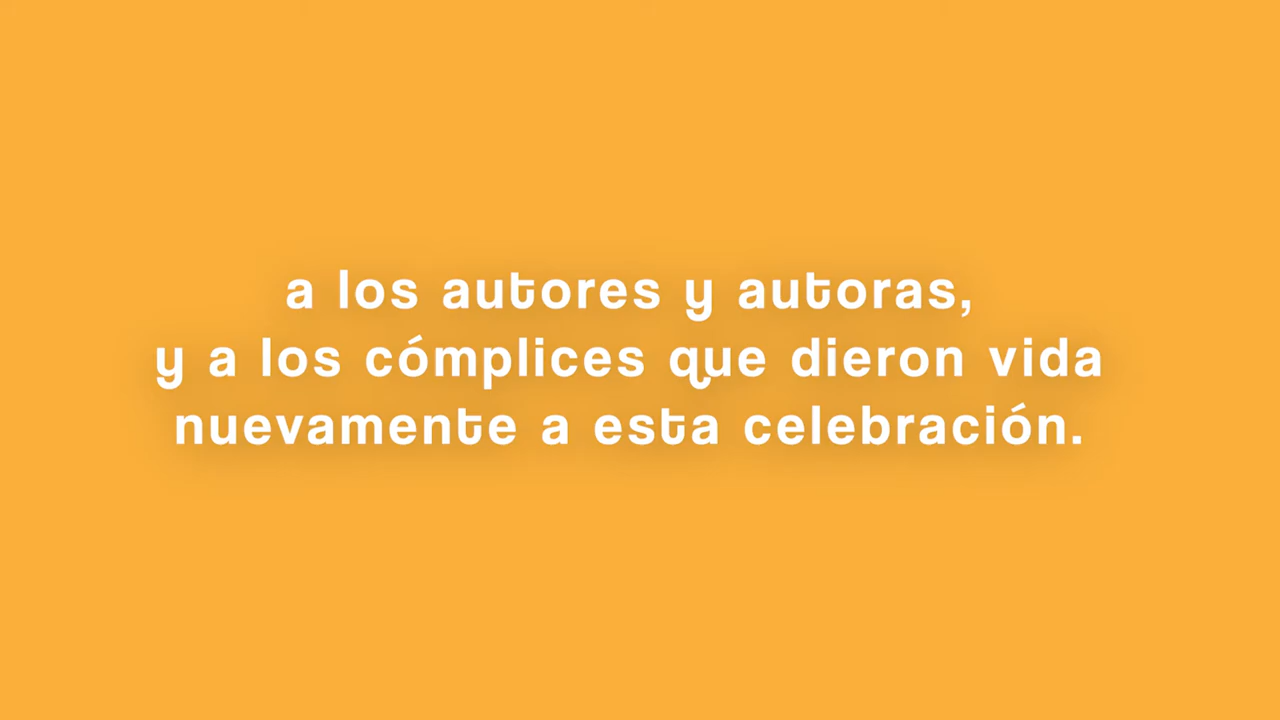 a los autores y autoras,
y a los cómplices que dieron vida
nuevamente a esta celebración.